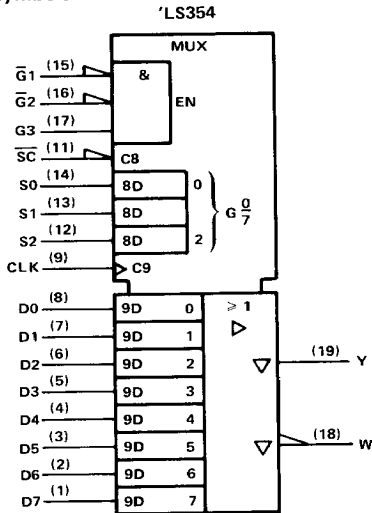 'LS354
MUX
G̅1 (15) &
G̅2 (16) EN
G3 (17)
S̅C̅ (11) C8
S0 (14) 8D 0
S1 (13) 8D G 0/7
S2 (12) 8D 2
CLK (9) C9
D0 (8) 9D 0 ≥ 1
D1 (7) 9D 1
D2 (6) 9D 2 (19) Y
D3 (5) 9D 3
D4 (4) 9D 4
D5 (3) 9D 5 (18) W
D6 (2) 9D 6
D7 (1) 9D 7